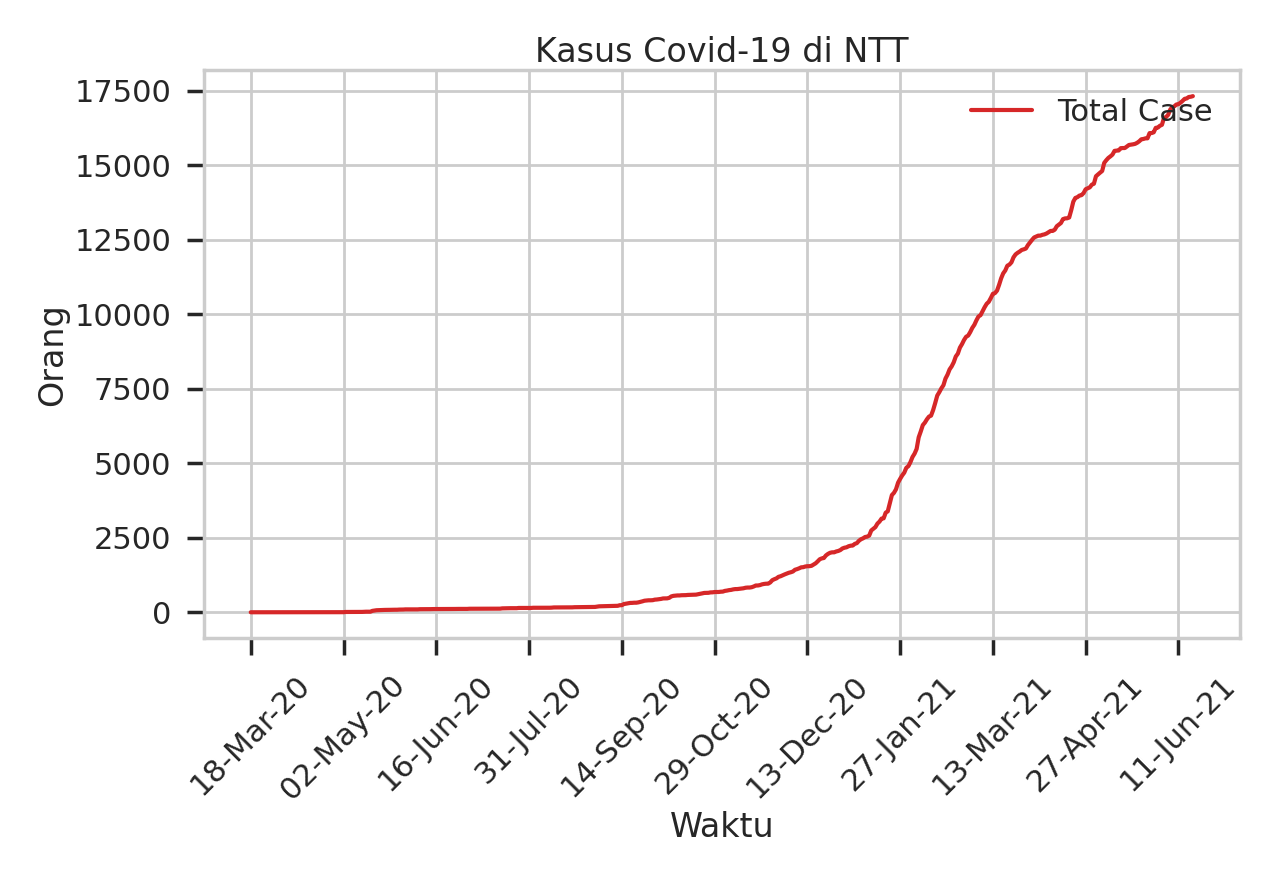 Kasus Covid-19 di NTT
Total Case
17500
15000
12500
10000
7500
5000
2500
0
Orang
18-Mar-20
02-May-20
16-Jun-20
31-Jul-20
14-Sep-20
29-Oct-20
13-Dec-20
27-Jan-21
13-Mar-21
27-Apr-21
11-Jun-21
Waktu